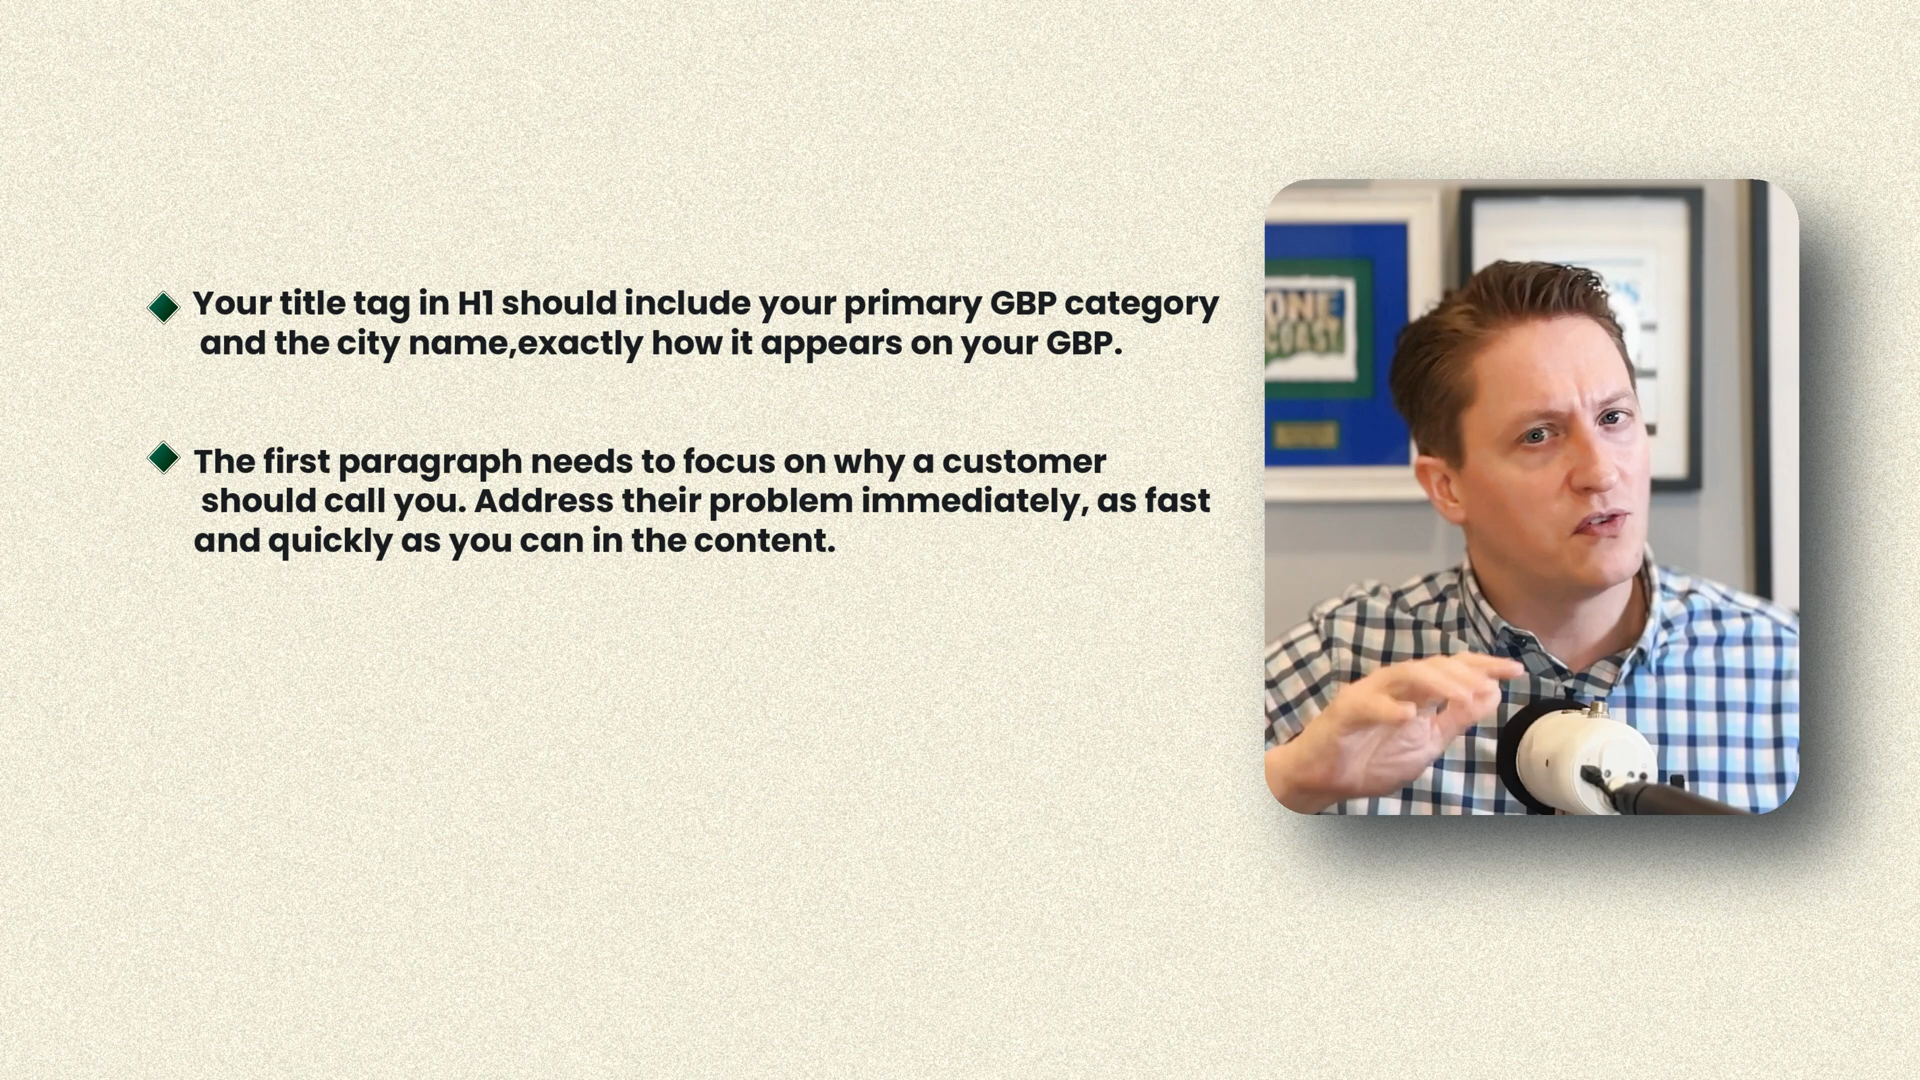 Your title tag in H1 should include your primary GBP category
and the city name,exactly how it appears on your GBP.
The first paragraph needs to focus on why a customer
should call you. Address their problem immediately, as fast
and quickly as you can in the content.
ONE
COAST